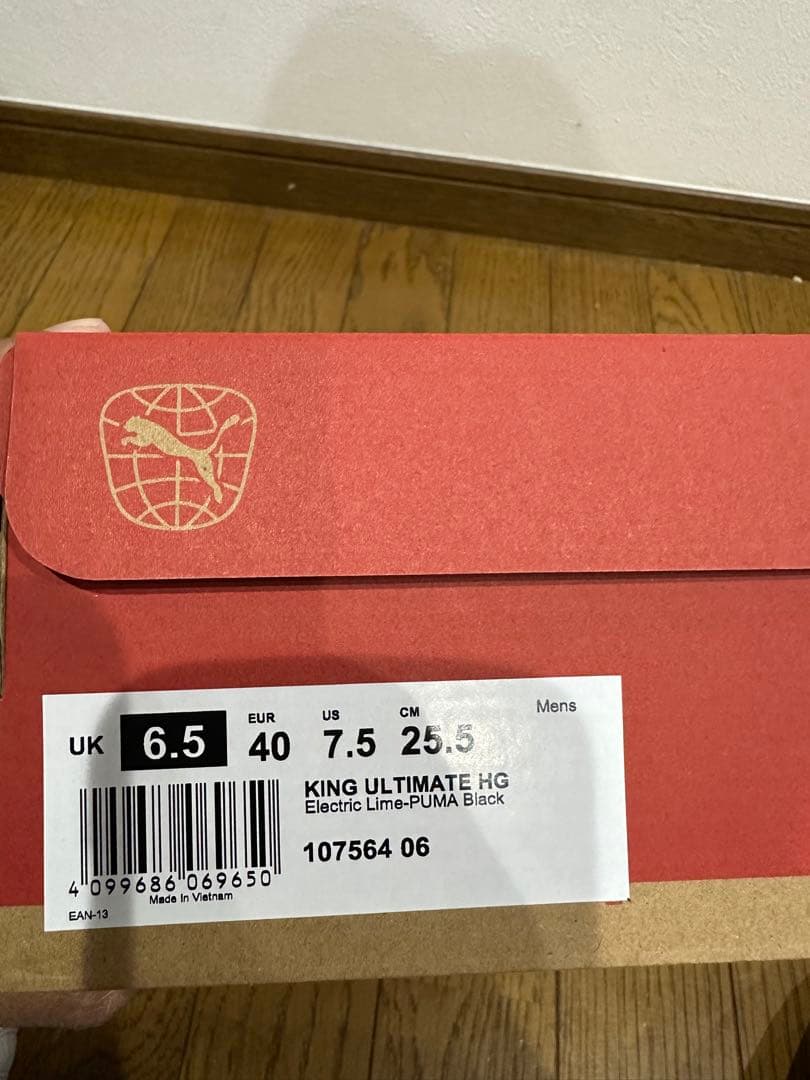 UK 6.5 EUR 40 US 7.5 CM 25.5 Mens
KING ULTIMATE HG
Electric Lime-PUMA Black
107564 06
4 099686 069650
Made In Vietnam
EAN-13